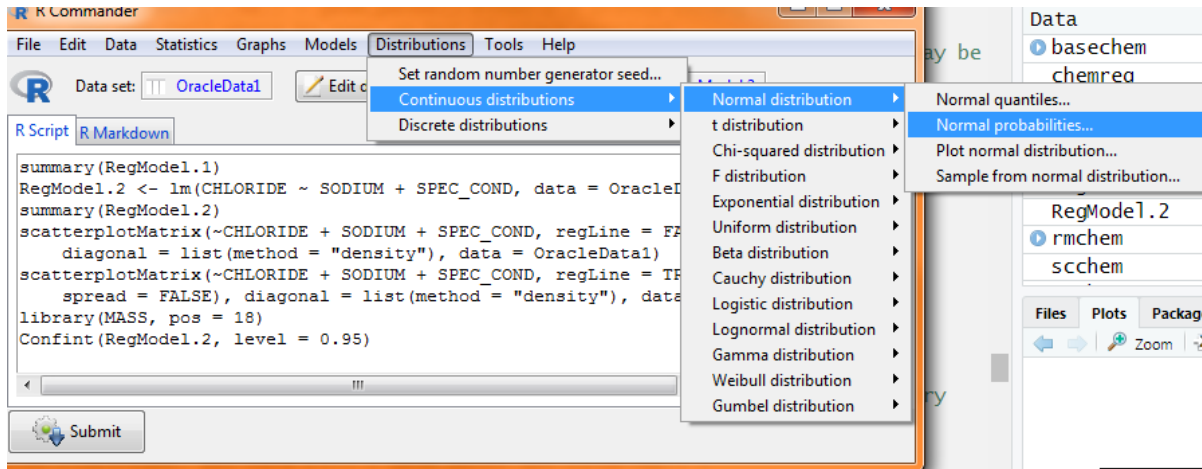 R Commander
File Edit Data Statistics Graphs Models Distributions Tools Help
Data set: OracleData1 Edit
Set random number generator seed...
Continuous distributions
Discrete distributions
Normal distribution
t distribution
Chi-squared distribution
F distribution
Exponential distribution
Uniform distribution
Beta distribution
Cauchy distribution
Logistic distribution
Lognormal distribution
Gamma distribution
Weibull distribution
Gumbel distribution
Normal quantiles...
Normal probabilities...
Plot normal distribution...
Sample from normal distribution...
R Script R Markdown
summary(RegModel.1)
RegModel.2 <- lm(CHLORIDE ~ SODIUM + SPEC_COND, data = OracleD
summary(RegModel.2)
scatterplotMatrix(~CHLORIDE + SODIUM + SPEC_COND, regLine = FA
diagonal = list(method = "density"), data = OracleData1)
scatterplotMatrix(~CHLORIDE + SODIUM + SPEC_COND, regLine = TR
spread = FALSE), diagonal = list(method = "density"), data
library(MASS, pos = 18)
Confint(RegModel.2, level = 0.95)
Submit
ay be
ry
Data
basechem
chemreg
RegModel.2
rmchem
scchem
Files Plots Packag
Zoom